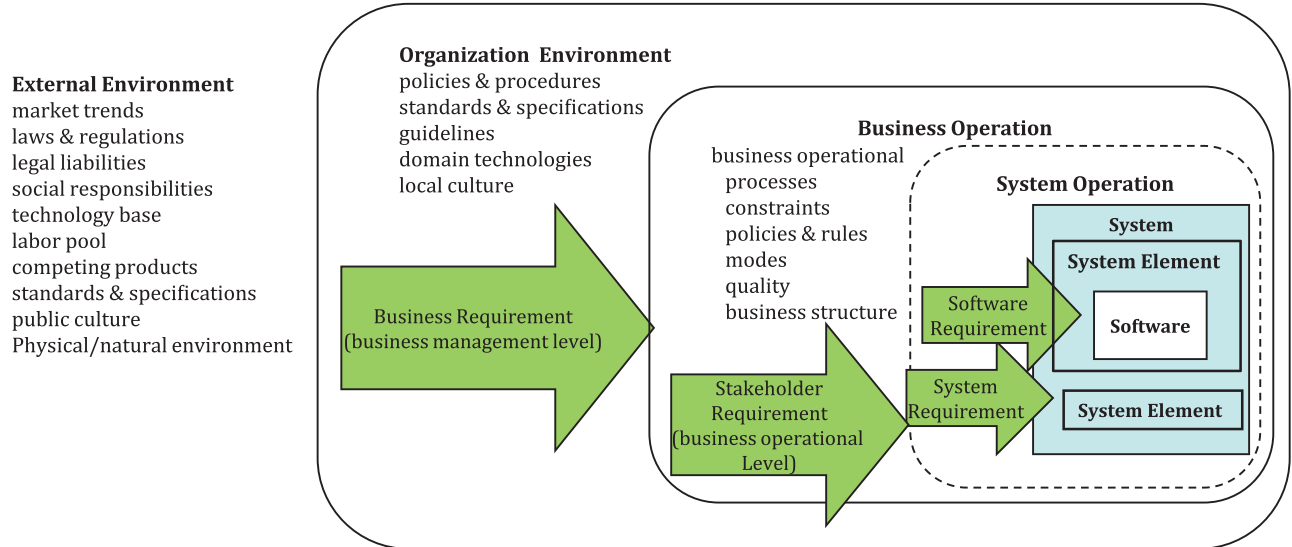 External Environment
market trends
laws & regulations
legal liabilities
social responsibilities
technology base
labor pool
competing products
standards & specifications
public culture
Physical/natural environment
Organization Environment
policies & procedures
standards & specifications
guidelines
domain technologies
local culture
Business Requirement
(business management level)
Business Operation
business operational
processes
constraints
policies & rules
modes
quality
business structure
Stakeholder
Requirement
(business operational
Level)
System Operation
System
System Element
Software
Software
Requirement
System
Requirement
System Element